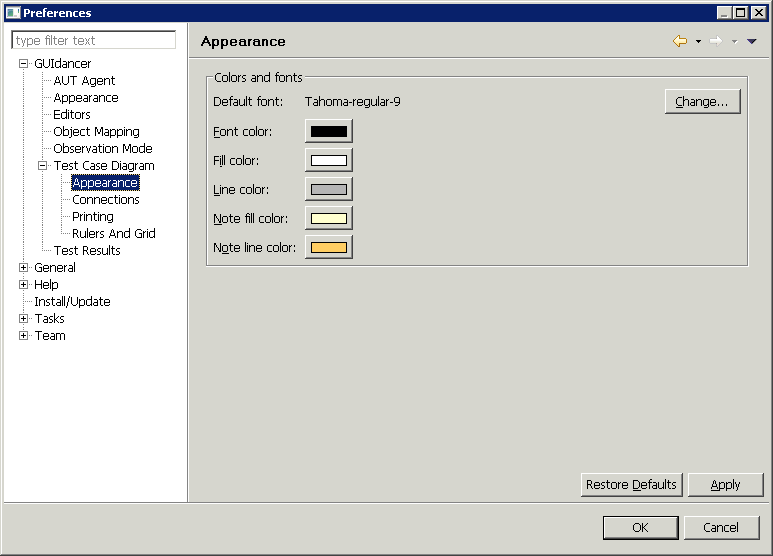 Preferences
type filter text
GUIdancer
AUT Agent
Appearance
Editors
Object Mapping
Observation Mode
Test Case Diagram
Appearance
Connections
Printing
Rulers And Grid
Test Results
General
Help
Install/Update
Tasks
Team
Appearance
Colors and fonts
Default font: Tahoma-regular-9 Change...
Font color:
Fill color:
Line color:
Note fill color:
Note line color:
Restore Defaults Apply
OK Cancel